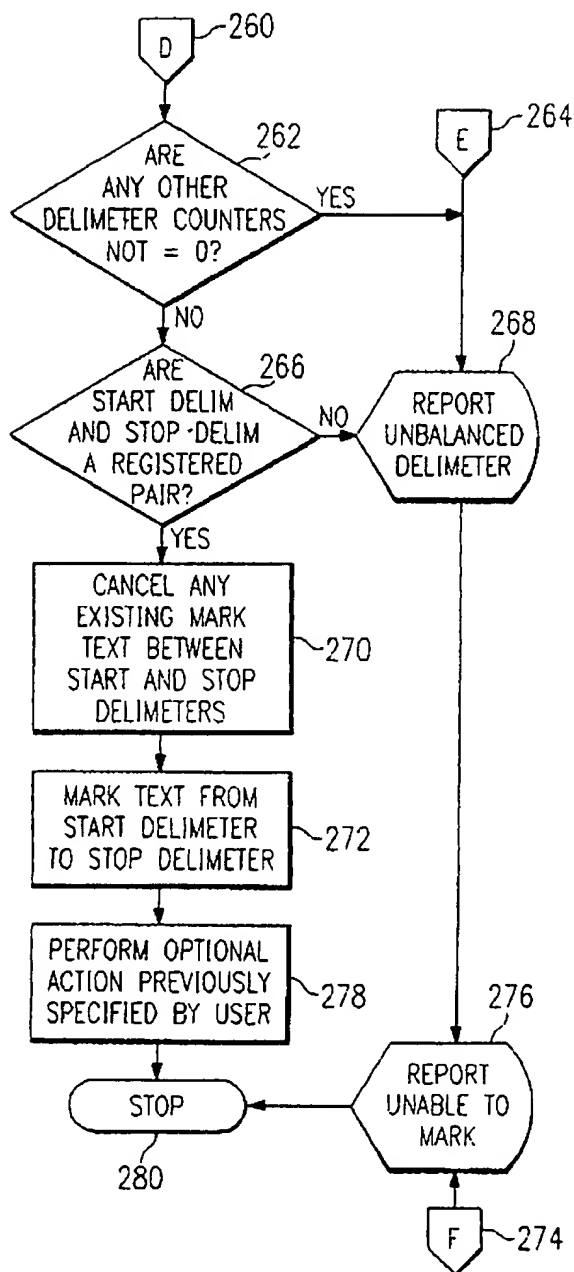 D
260
262
264
E
ARE
ANY OTHER
DELIMETER COUNTERS
NOT = 0?
YES
NO
266
268
ARE
START DELIM
AND STOP-DELIM
A REGISTERED
PAIR?
NO
REPORT
UNBALANCED
DELIMETER
YES
CANCEL ANY
EXISTING MARK
TEXT BETWEEN
START AND STOP
DELIMETERS
270
MARK TEXT FROM
START DELIMETER
TO STOP DELIMETER
272
PERFORM OPTIONAL
ACTION PREVIOUSLY
SPECIFIED BY USER
278
276
REPORT
UNABLE TO
MARK
STOP
280
F
274